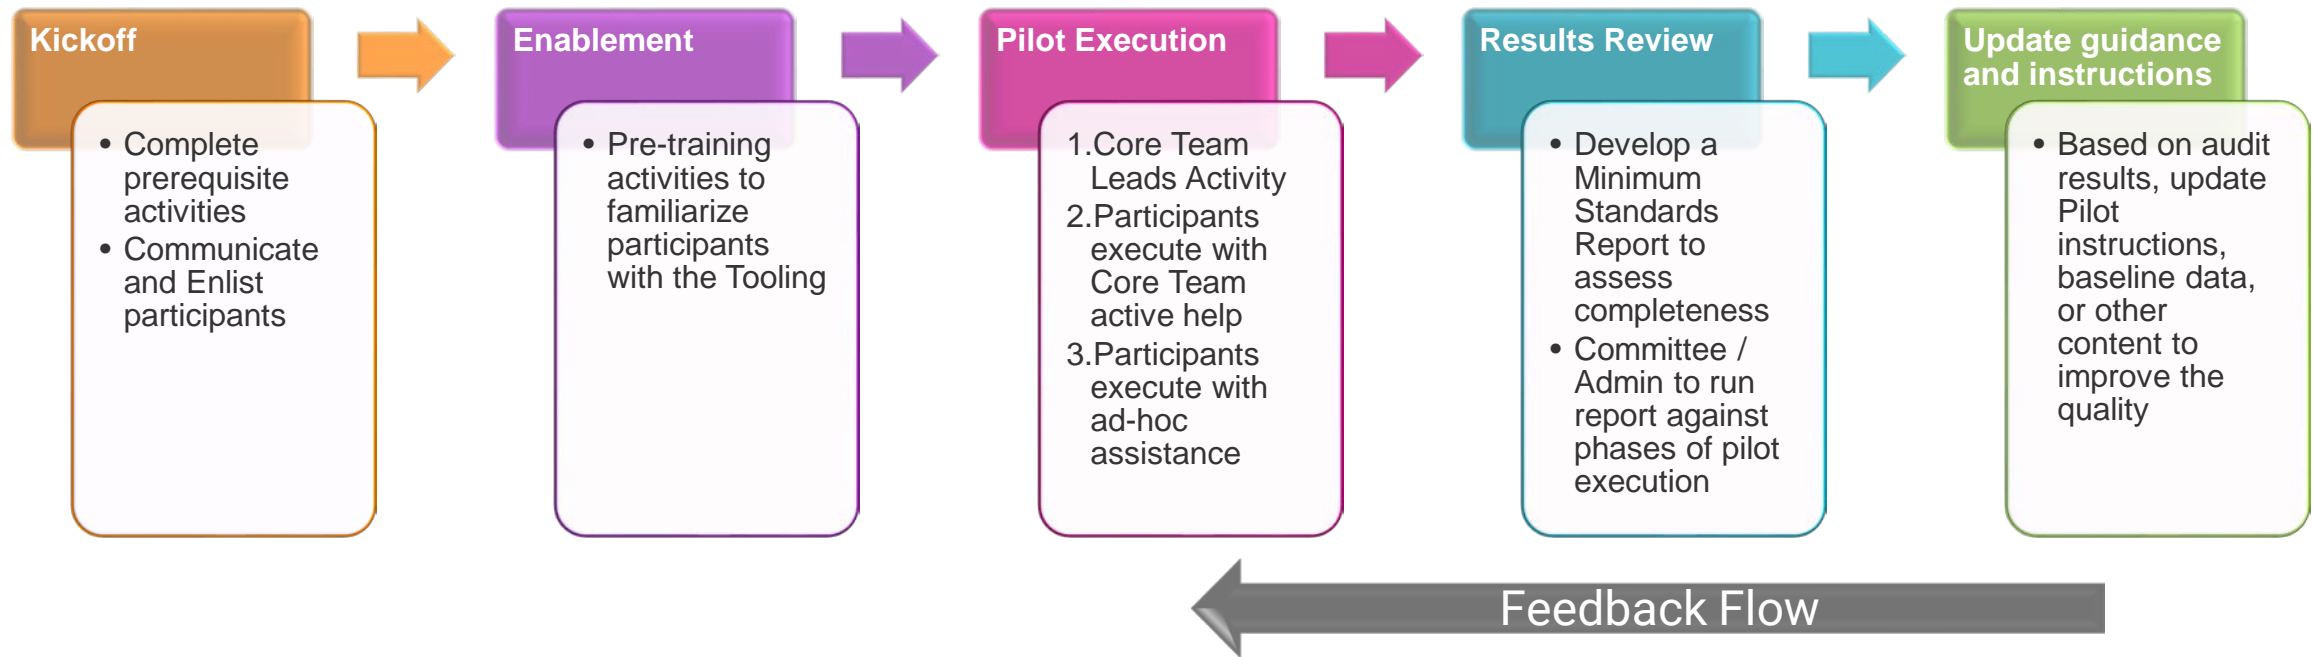 Kickoff
• Complete
prerequisite
activities
• Communicate
and Enlist
participants
Enablement
• Pre-training
activities to
familiarize
participants
with the Tooling
Pilot Execution
1.Core Team
Leads Activity
2.Participants
execute with
Core Team
active help
3.Participants
execute with
ad-hoc
assistance
Results Review
• Develop a
Minimum
Standards
Report to
assess
completeness
• Committee /
Admin to run
report against
phases of pilot
execution
Update guidance
and instructions
• Based on audit
results, update
Pilot
instructions,
baseline data,
or other
content to
improve the
quality
Feedback Flow